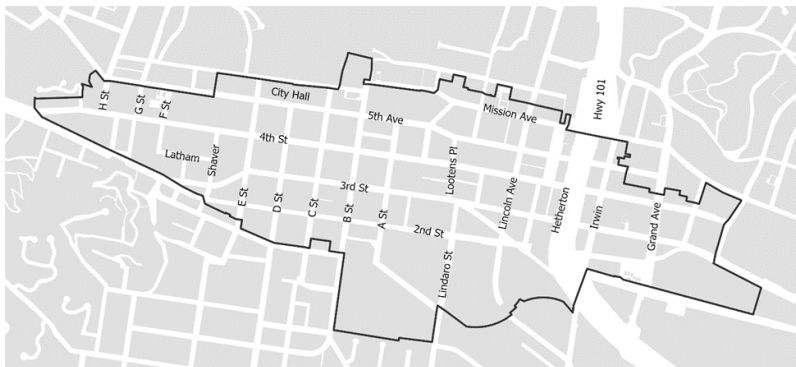 City Hall
H St
G St
F St
5th Ave
Mission Ave
Hwy 101
4th St
Latham
Shaver
3rd St
Lootens Pl
E St
D St
C St
B St
A St
2nd St
Lincoln Ave
Hetherton
Irwin
Grand Ave
Lindaro St